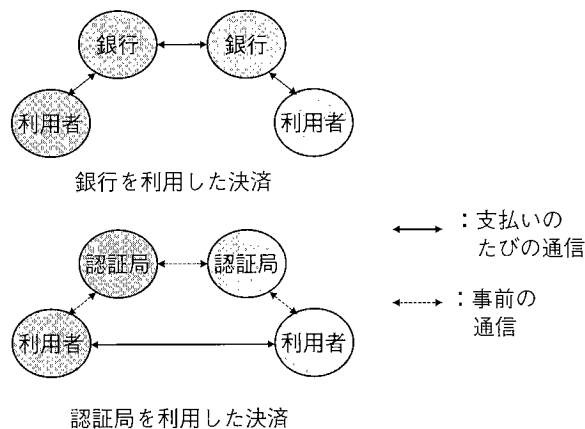 銀行 銀行
利用者 利用者
銀行を利用した決済
認証局 認証局
利用者 利用者
認証局を利用した決済
：支払いの
たびの通信
：事前の
通信